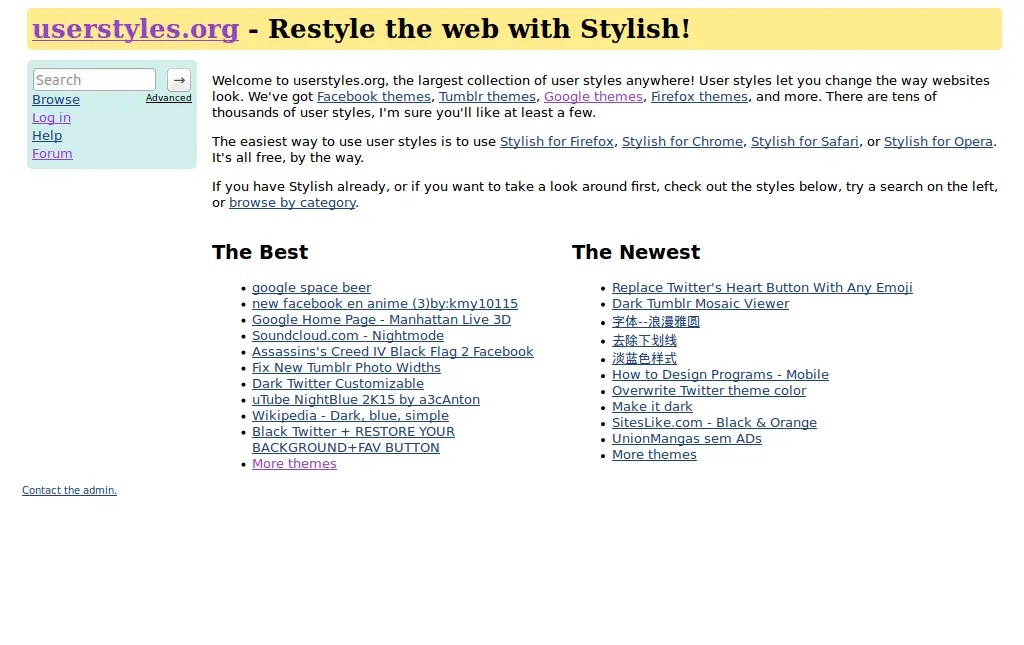 userstyles.org - Restyle the web with Stylish!
Search →
Browse Advanced
Log in
Help
Forum
Welcome to userstyles.org, the largest collection of user styles anywhere! User styles let you change the way websites
look. We've got Facebook themes, Tumblr themes, Google themes, Firefox themes, and more. There are tens of
thousands of user styles, I'm sure you'll like at least a few.
The easiest way to use user styles is to use Stylish for Firefox, Stylish for Chrome, Stylish for Safari, or Stylish for Opera.
It's all free, by the way.
If you have Stylish already, or if you want to take a look around first, check out the styles below, try a search on the left,
or browse by category.
The Best
google space beer
new facebook en anime (3)by:kmy10115
Google Home Page - Manhattan Live 3D
Soundcloud.com - Nightmode
Assassins's Creed IV Black Flag 2 Facebook
Fix New Tumblr Photo Widths
Dark Twitter Customizable
uTube NightBlue 2K15 by a3cAnton
Wikipedia - Dark, blue, simple
Black Twitter + RESTORE YOUR
BACKGROUND+FAV BUTTON
More themes
The Newest
Replace Twitter's Heart Button With Any Emoji
Dark Tumblr Mosaic Viewer
字体--浪漫雅圆
去除下划线
淡蓝色样式
How to Design Programs - Mobile
Overwrite Twitter theme color
Make it dark
SitesLike.com - Black & Orange
UnionMangas sem ADs
More themes
Contact the admin.